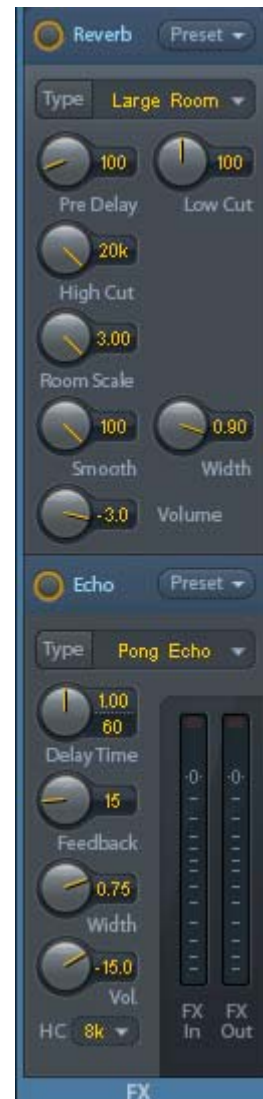 Reverb Preset
Type Large Room
100 100
Pre Delay Low Cut
20k
High Cut
3.00
Room Scale
100 0.90
Smooth Width
-3.0 Volume
Echo Preset
Type Pong Echo
1.00
60
Delay Time
15
Feedback
0.75
Width
-15.0
Vol.
HC 8k
-0- -0-
FX FX
In Out
FX